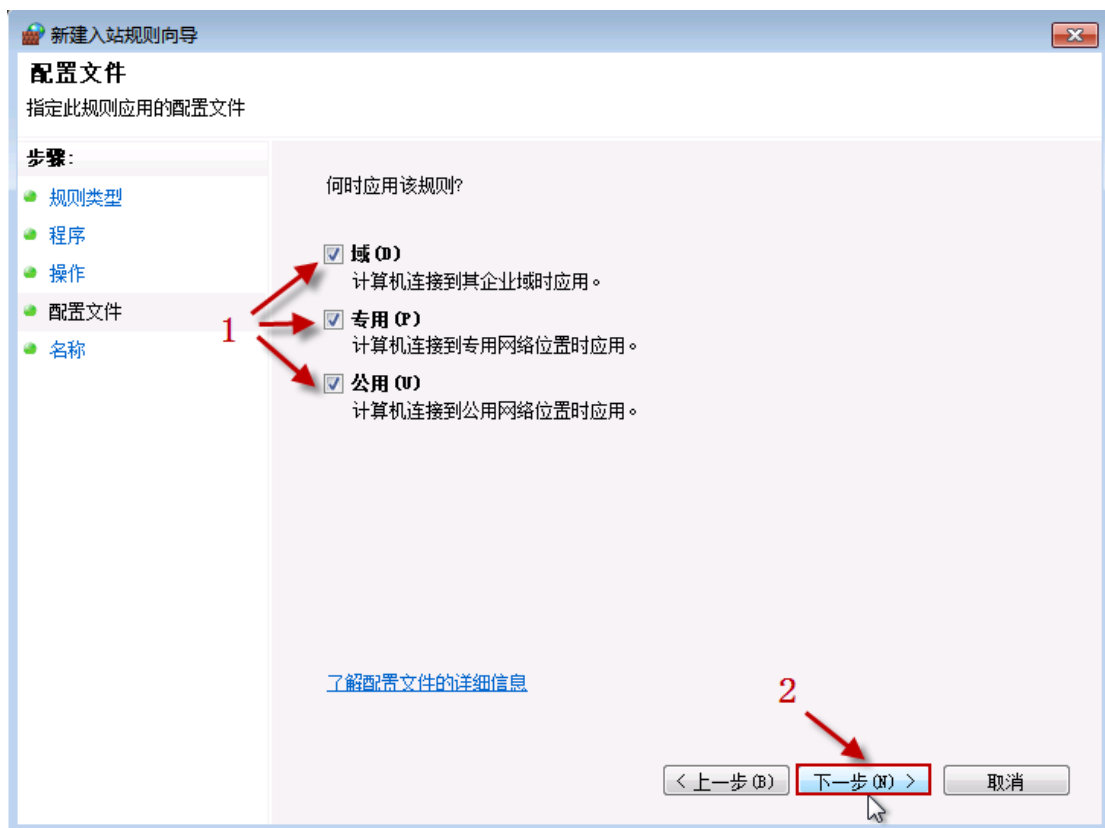 新建入站规则向导
配置文件
指定此规则应用的配置文件
步骤:
规则类型
程序
操作
配置文件
名称
何时应用该规则?
域(D)
计算机连接到其企业域时应用。
专用(P)
计算机连接到专用网络位置时应用。
公用(U)
计算机连接到公用网络位置时应用。
1
了解配置文件的详细信息
2
< 上一步(B)
下一步(N) >
取消